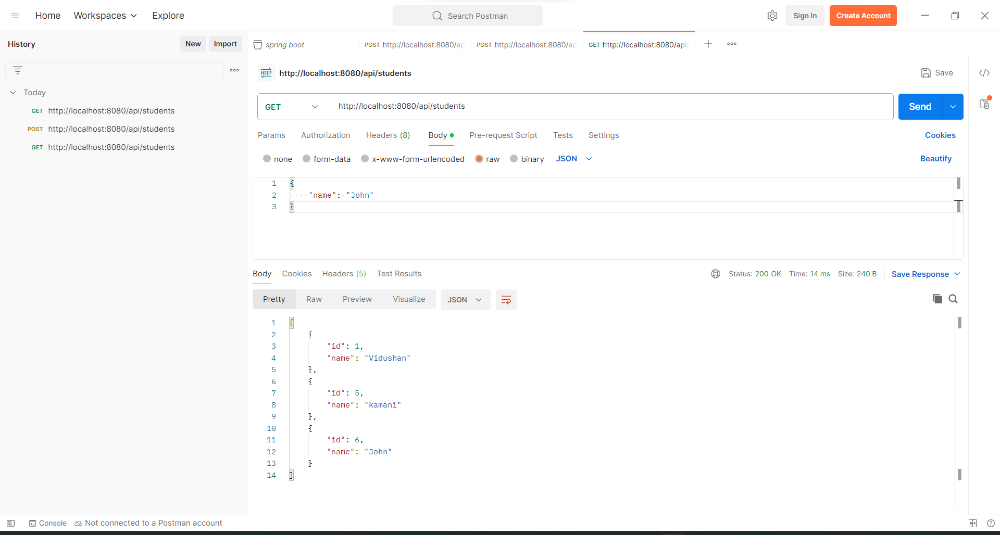 Home Workspaces Explore Search Postman Sign In Create Account
History New Import
spring boot POST http://localhost:8080/ap POST http://localhost:8080/ap GET http://localhost:8080/api/
HTTP http://localhost:8080/api/students Save
Today
GET http://localhost:8080/api/students
POST http://localhost:8080/api/students
GET http://localhost:8080/api/students
GET http://localhost:8080/api/students Send
Params Authorization Headers (8) Body Pre-request Script Tests Settings Cookies
none form-data x-www-form-urlencoded raw binary JSON Beautify
1 {
2 "name": "John"
3 }
Body Cookies Headers (5) Test Results Status: 200 OK Time: 14 ms Size: 240 B Save Response
Pretty Raw Preview Visualize JSON
1 [
2 {
3 "id": 1,
4 "name": "Vidushan"
5 },
6 {
7 "id": 5,
8 "name": "kamani"
9 },
10 {
11 "id": 6,
12 "name": "John"
13 }
14 ]
Console Not connected to a Postman account